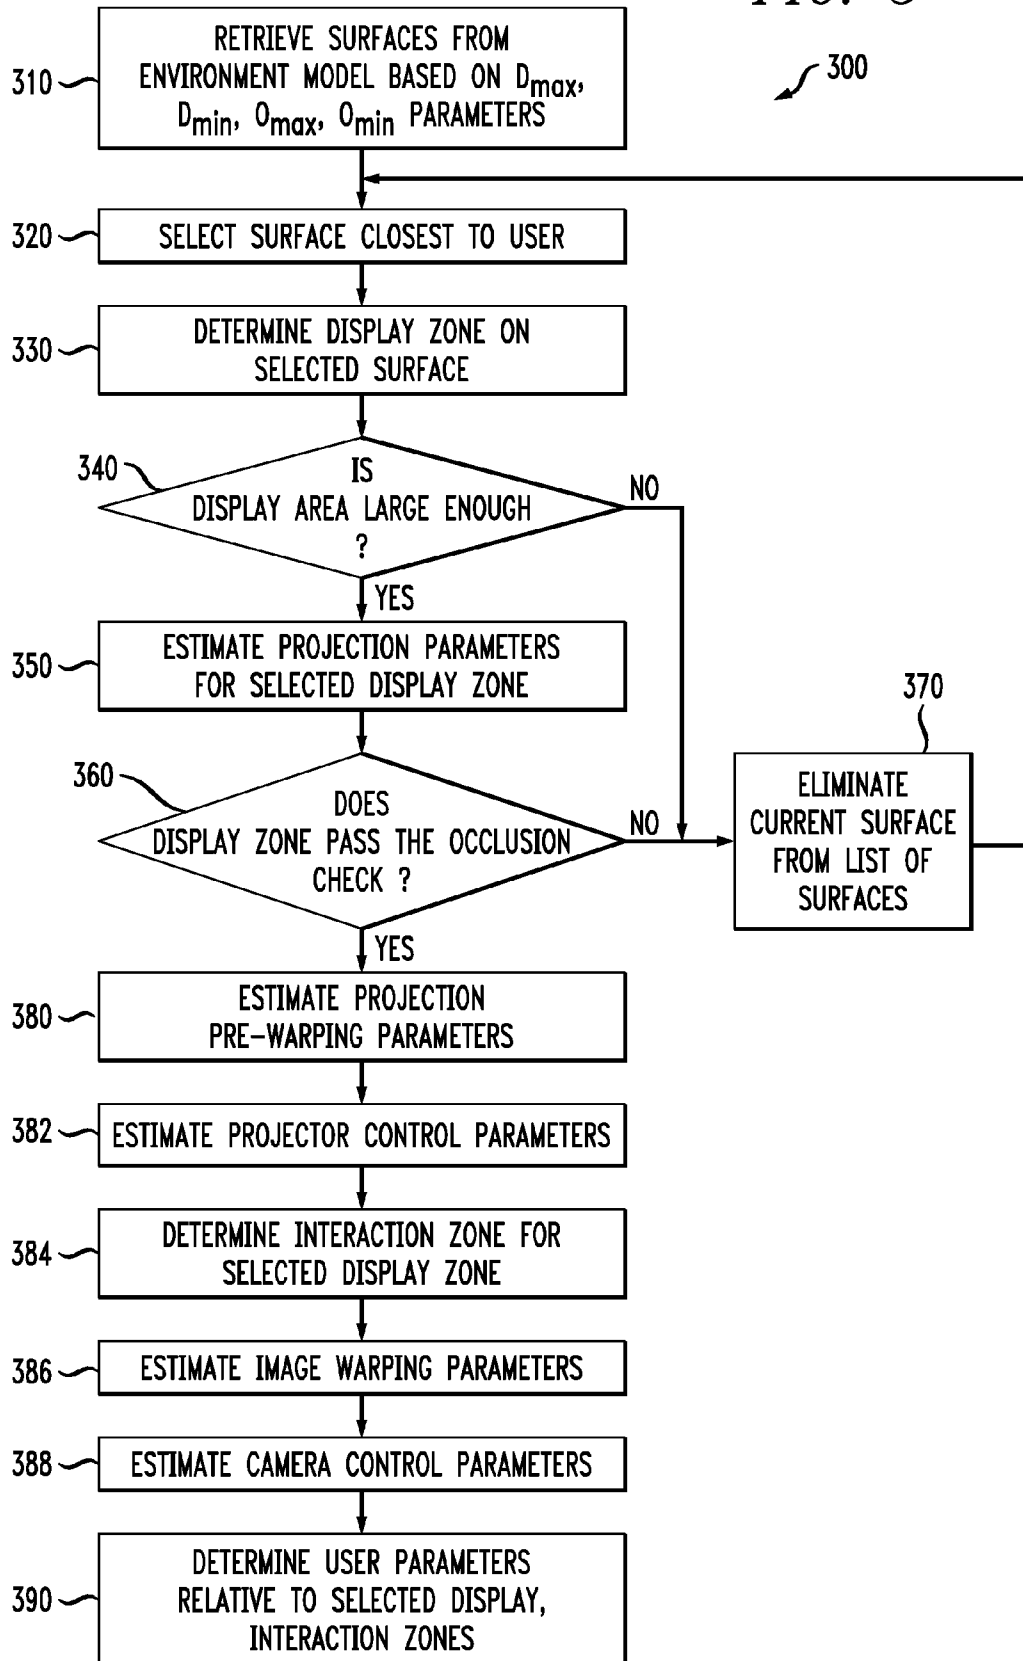 300
310
RETRIEVE SURFACES FROM
ENVIRONMENT MODEL BASED ON Dmax,
Dmin, Omax, Omin PARAMETERS
320
SELECT SURFACE CLOSEST TO USER
330
DETERMINE DISPLAY ZONE ON
SELECTED SURFACE
340
IS
DISPLAY AREA LARGE ENOUGH
?
NO
YES
350
ESTIMATE PROJECTION PARAMETERS
FOR SELECTED DISPLAY ZONE
360
DOES
DISPLAY ZONE PASS THE OCCLUSION
CHECK ?
NO
YES
370
ELIMINATE
CURRENT SURFACE
FROM LIST OF
SURFACES
380
ESTIMATE PROJECTION
PRE-WARPING PARAMETERS
382
ESTIMATE PROJECTOR CONTROL PARAMETERS
384
DETERMINE INTERACTION ZONE FOR
SELECTED DISPLAY ZONE
386
ESTIMATE IMAGE WARPING PARAMETERS
388
ESTIMATE CAMERA CONTROL PARAMETERS
390
DETERMINE USER PARAMETERS
RELATIVE TO SELECTED DISPLAY,
INTERACTION ZONES